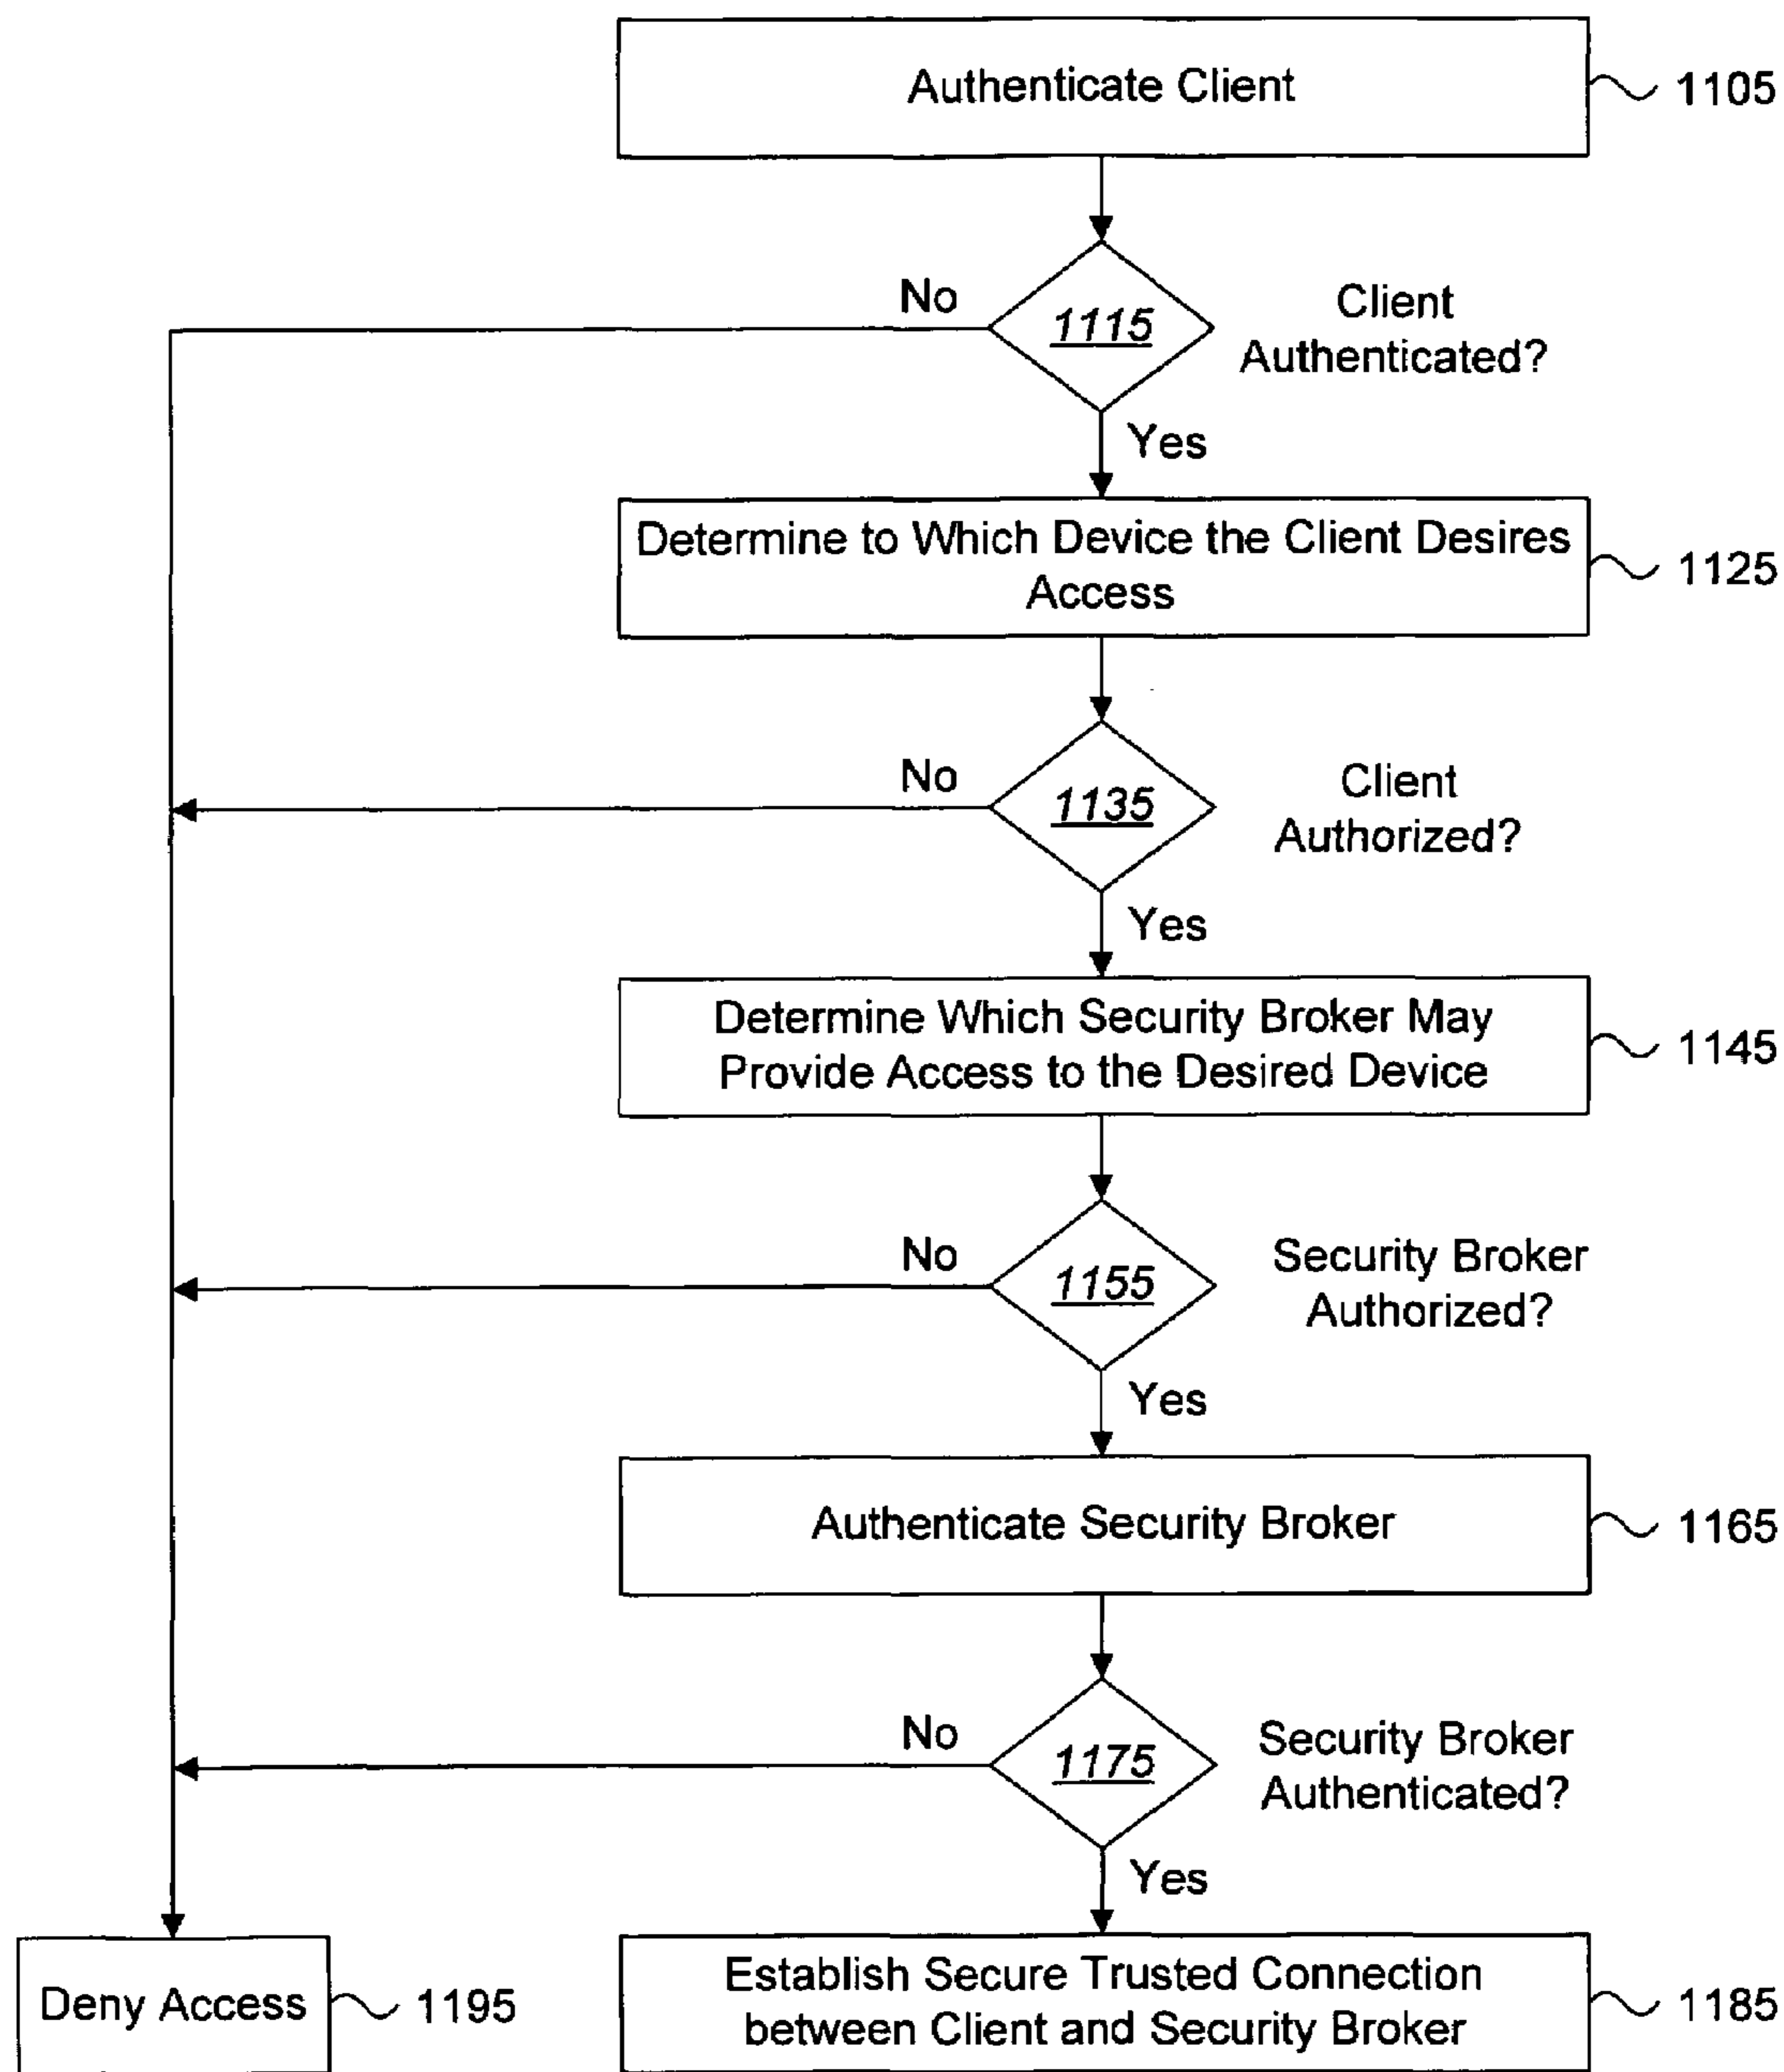 Authenticate Client
1105
No
1115
Client
Authenticated?
Yes
Determine to Which Device the Client Desires
Access
1125
No
1135
Client
Authorized?
Yes
Determine Which Security Broker May
Provide Access to the Desired Device
1145
No
1155
Security Broker
Authorized?
Yes
Authenticate Security Broker
1165
No
1175
Security Broker
Authenticated?
Yes
Deny Access
1195
Establish Secure Trusted Connection
between Client and Security Broker
1185